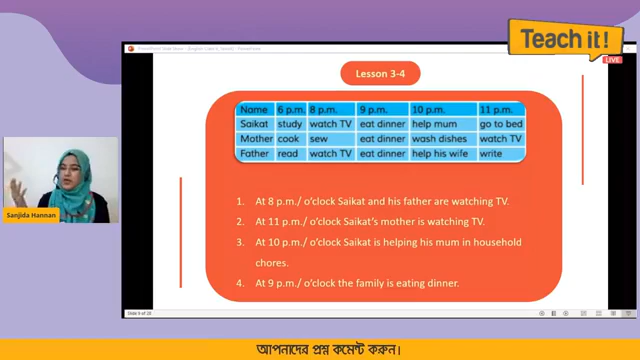 PowerPoint Slide Show - [English
Teach it!
LIVE
Lesson 3-4
Name 6 p.m. 8 p.m. 9 p.m. 10 p.m. 11 p.m.
Saikat study watch TV eat dinner help mum go to bed
Mother cook sew eat dinner wash dishes watch TV
Father read watch TV eat dinner help his wife write
1. At 8 p.m./ o'clock Saikat and his father are watching TV.
2. At 11 p.m./ o'clock Saikat's mother is watching TV.
3. At 10 p.m./ o'clock Saikat is helping his mum in household
chores.
4. At 9 p.m./ o'clock the family is eating dinner.
Sanjida Hannan
আপনাদের প্রশ্ন কমেন্ট করুন।